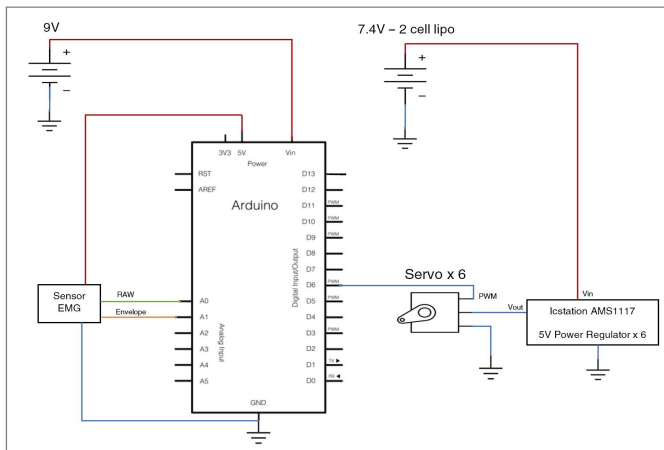 9V
+
−
7.4V – 2 cell lipo
+
−
3V3 5V Vin
Power
RST
AREF
Arduino
D13
D12
D11 PWM
D10 PWM
D9 PWM
D8
D7
D6 PWM
D5 PWM
D4
D3 PWM
D2
D1 TX ▶
D0 RX ◀
Digital Input/Output
A0
A1
A2
A3
A4
A5
Analog Input
GND
Sensor
EMG
RAW
Envelope
Servo x 6
PWM
Vout
Vin
Icstation AMS1117
5V Power Regulator x 6